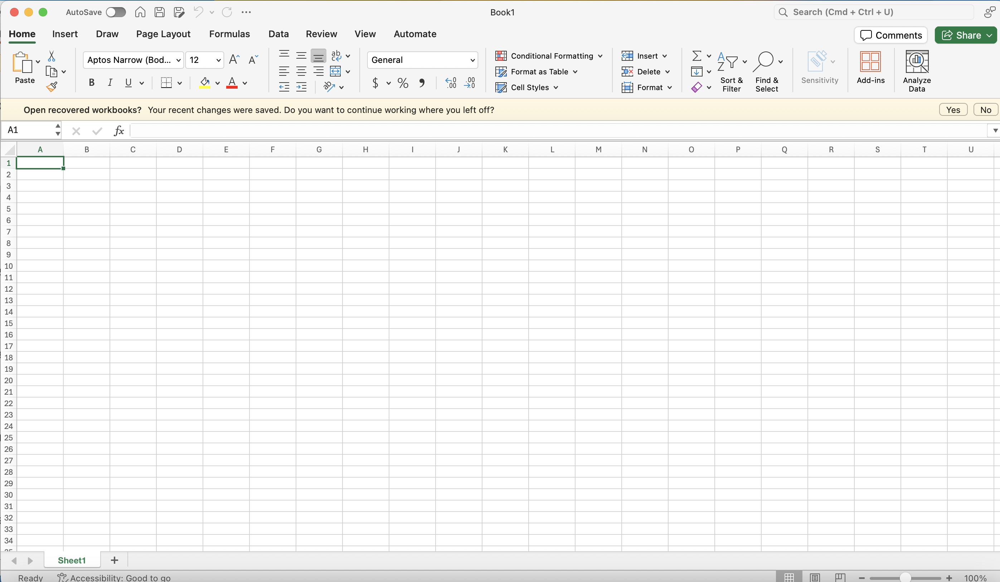 AutoSave
Book1
Search (Cmd + Ctrl + U)
Home Insert Draw Page Layout Formulas Data Review View Automate
Comments Share
Paste
Aptos Narrow (Bod... 12
B I U
General
$ % 9
Conditional Formatting
Format as Table
Cell Styles
Insert
Delete
Format
Sort & Filter
Find & Select
Sensitivity
Add-ins
Analyze Data
Open recovered workbooks? Your recent changes were saved. Do you want to continue working where you left off?
Yes No
A1 fx
A B C D E F G H I J K L M N O P Q R S T U
1
2
3
4
5
6
7
8
9
10
11
12
13
14
15
16
17
18
19
20
21
22
23
24
25
26
27
28
29
30
31
32
33
34
Sheet1 +
Ready Accessibility: Good to go
100%